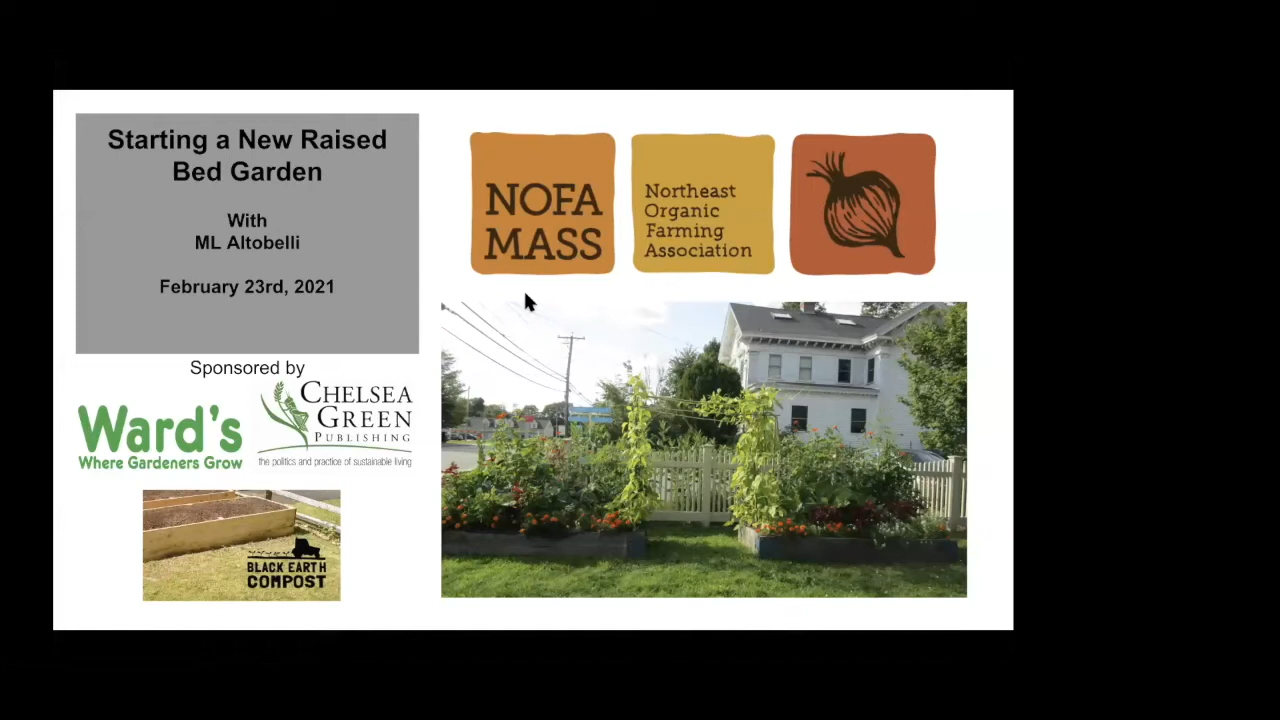 Starting a New Raised
Bed Garden
With
ML Altobelli
February 23rd, 2021
Sponsored by
Ward's
Where Gardeners Grow
CHELSEA
GREEN
PUBLISHING
the politics and practice of sustainable living
BLACK EARTH
COMPOST
NOFA
MASS
Northeast
Organic
Farming
Association